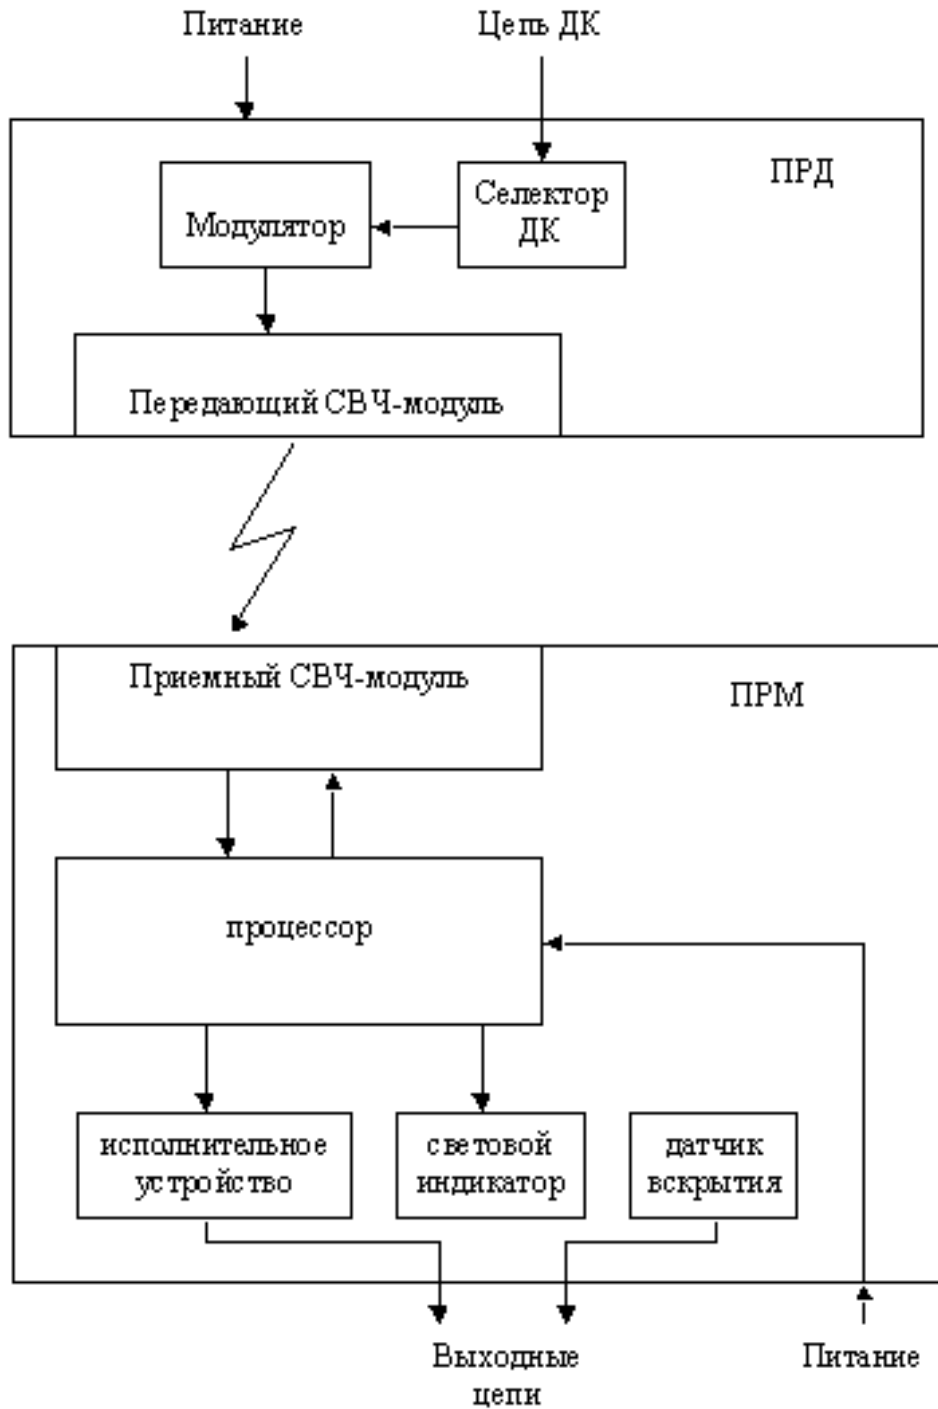 Питание
Цепь ДК
ПРД
Селектор
ДК
Модулятор
Передающий СВЧ-модуль
Приемный СВЧ-модуль
ПРМ
процессор
исполнительное
устройство
световой
индикатор
датчик
вскрытия
Выходные
цепи
Питание